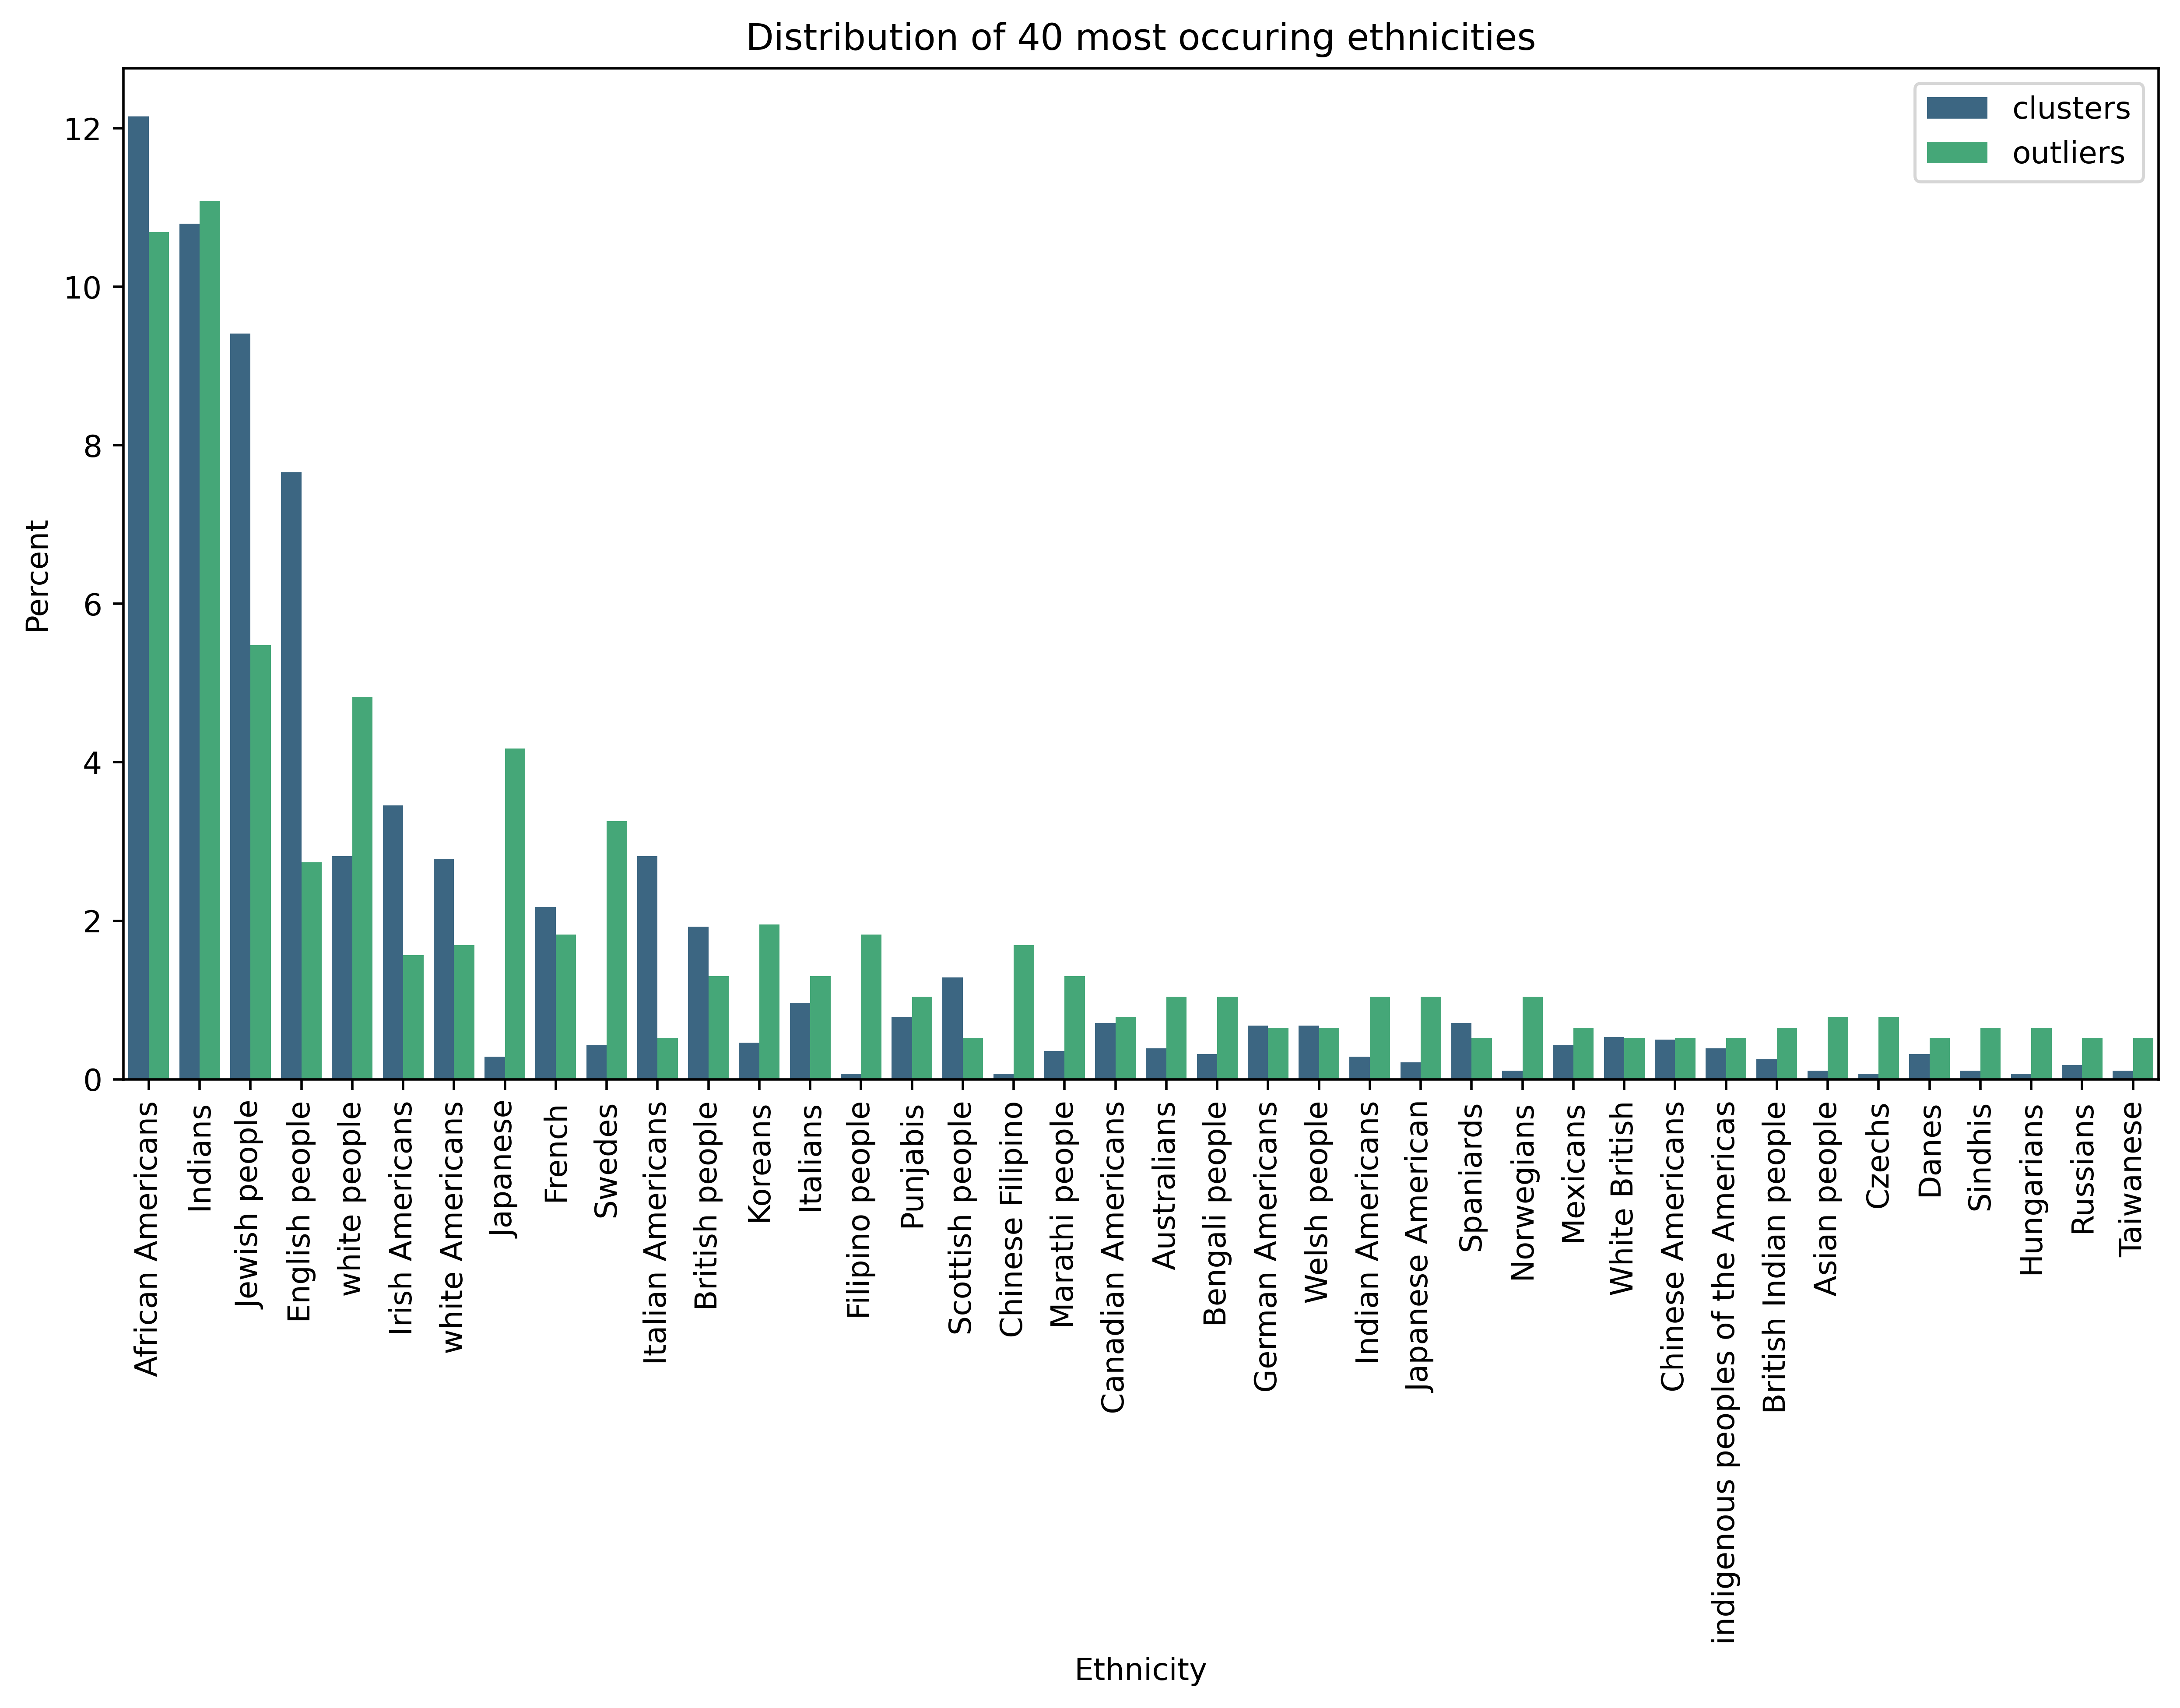 Distribution of 40 most occuring ethnicities
clusters
outliers
Percent
12
10
8
6
4
2
0
African Americans
Indians
Jewish people
English people
white people
Irish Americans
white Americans
Japanese
French
Swedes
Italian Americans
British people
Koreans
Italians
Filipino people
Punjabis
Scottish people
Chinese Filipino
Marathi people
Canadian Americans
Australians
Bengali people
German Americans
Welsh people
Indian Americans
Japanese American
Spaniards
Norwegians
Mexicans
White British
Chinese Americans
indigenous peoples of the Americas
British Indian people
Asian people
Czechs
Danes
Sindhis
Hungarians
Russians
Taiwanese
Ethnicity